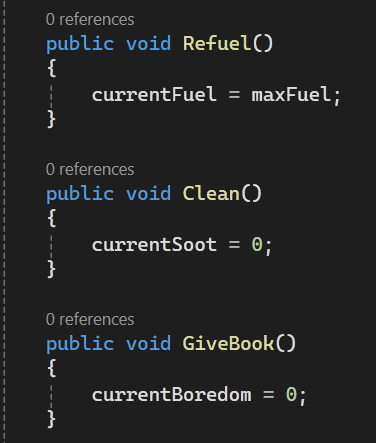 0 references
public void Refuel()
{
currentFuel = maxFuel;
}
0 references
public void Clean()
{
currentSoot = 0;
}
0 references
public void GiveBook()
{
currentBoredom = 0;
}